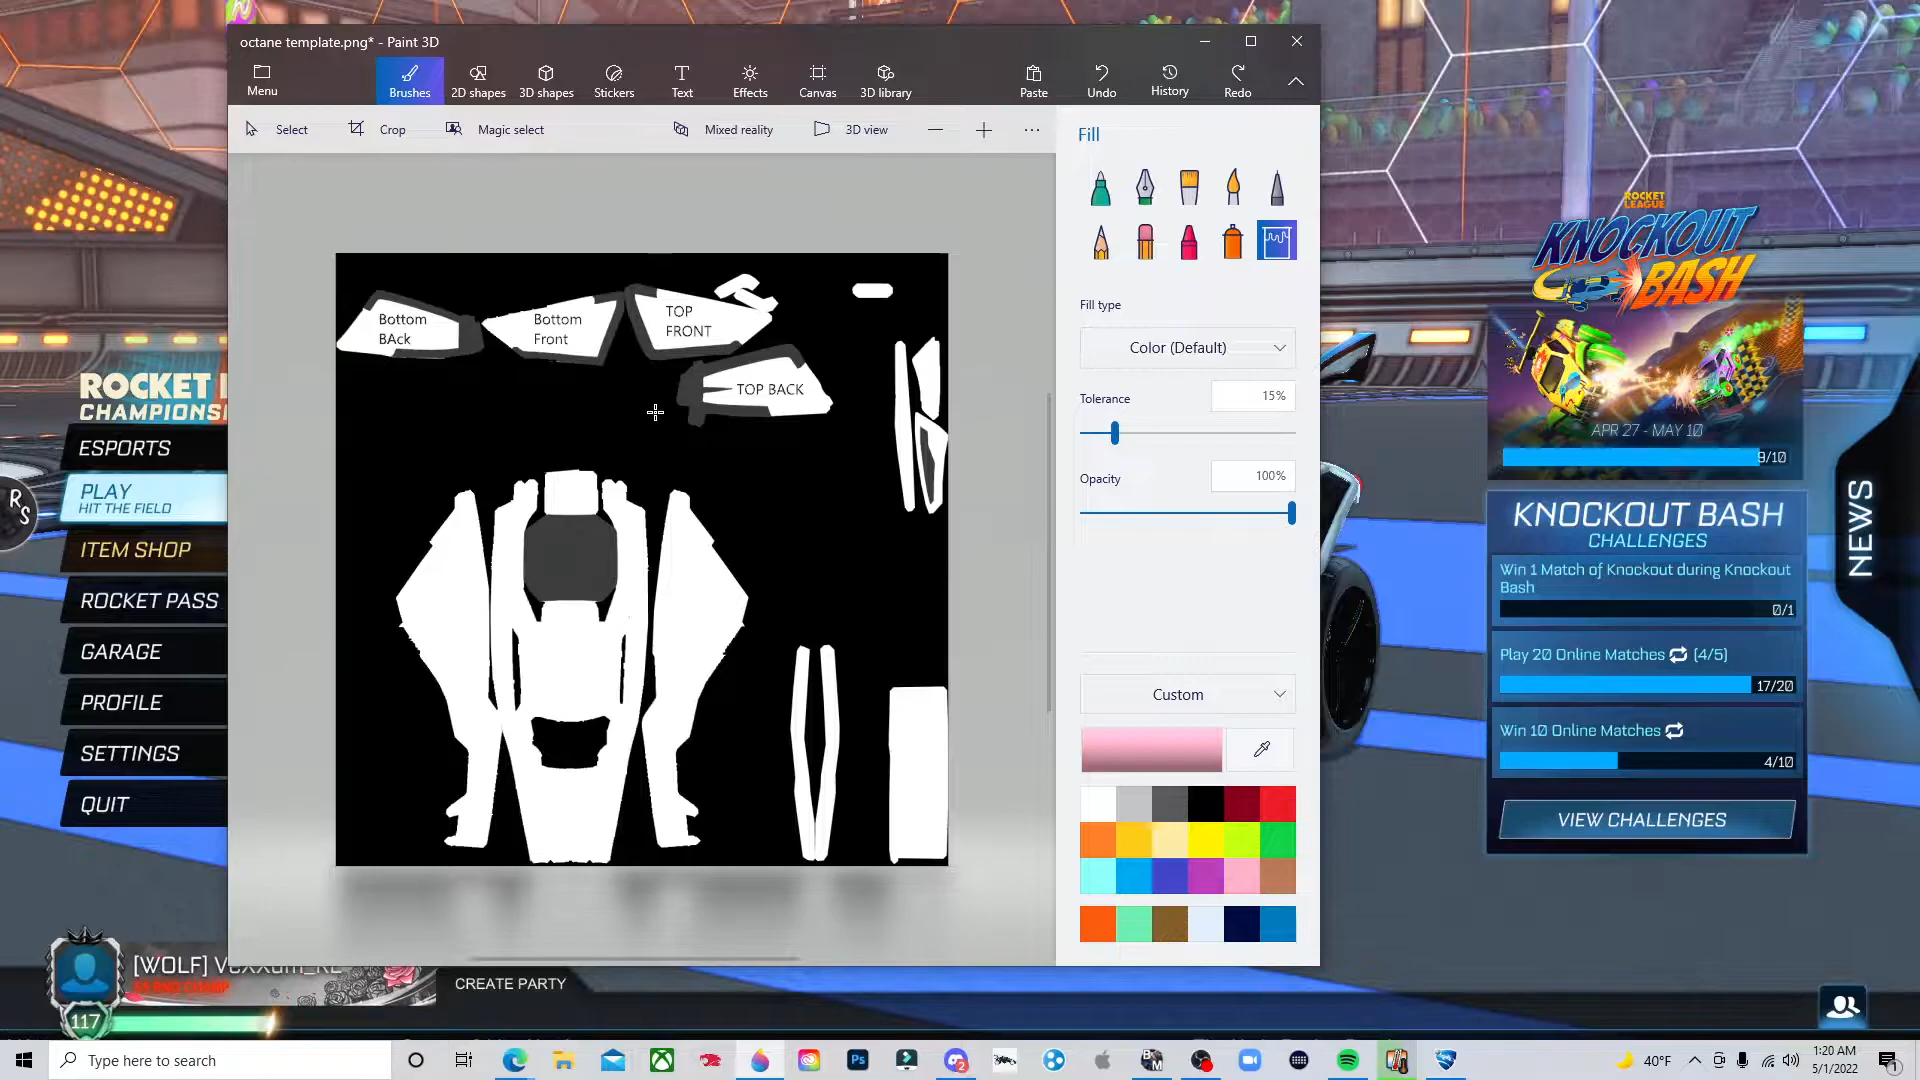 octane template.png* - Paint 3D
Menu
Brushes
2D shapes
3D shapes
Stickers
Text
Effects
Canvas
3D library
Paste
Undo
History
Redo
Select
Crop
Magic select
Mixed reality
3D view
Fill
Fill type
Color (Default)
Tolerance
15%
Opacity
100%
Custom
Bottom
BAck
Bottom
Front
TOP
FRONT
TOP BACK
ROCKET
CHAMPIONS
ESPORTS
PLAY
HIT THE FIELD
ITEM SHOP
ROCKET PASS
GARAGE
PROFILE
SETTINGS
QUIT
RS
ROCKET
LEAGUE
KNOCKOUT
BASH
APR 27 - MAY 10
9/10
KNOCKOUT BASH
CHALLENGES
Win 1 Match of Knockout during Knockout
Bash
0/1
Play 20 Online Matches (4/5)
17/20
Win 10 Online Matches
4/10
VIEW CHALLENGES
NEWS
[WOLF]
117
CREATE PARTY
Type here to search
Ps
2
40°F
1:20 AM
5/1/2022
1